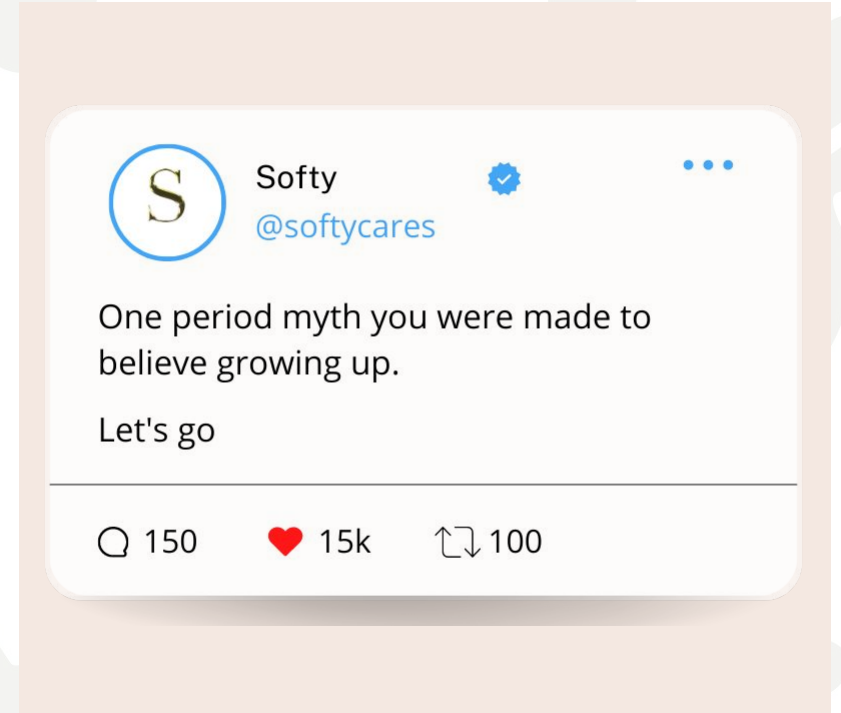 S
Softy
@softycares
One period myth you were made to
believe growing up.
Let's go
150 15k 100